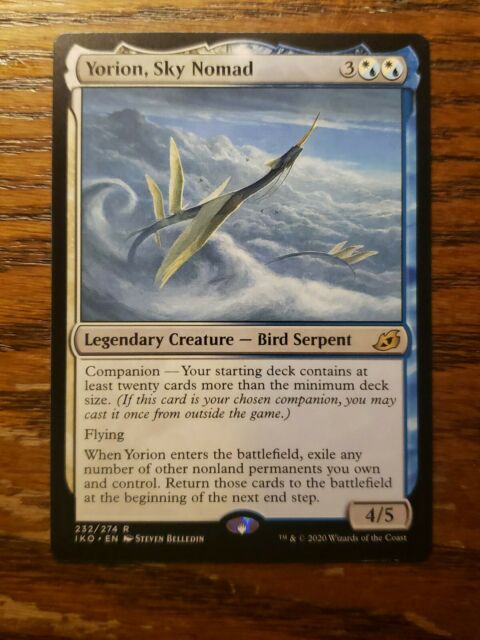 Yorion, Sky Nomad 3
Legendary Creature — Bird Serpent
Companion — Your starting deck contains at
least twenty cards more than the minimum deck
size. (If this card is your chosen companion, you may
cast it once from outside the game.)
Flying
When Yorion enters the battlefield, exile any
number of other nonland permanents you own
and control. Return those cards to the battlefield
at the beginning of the next end step.
4/5
232/274 R
IKO • EN Steven Belledin
™ & © 2020 Wizards of the Coast